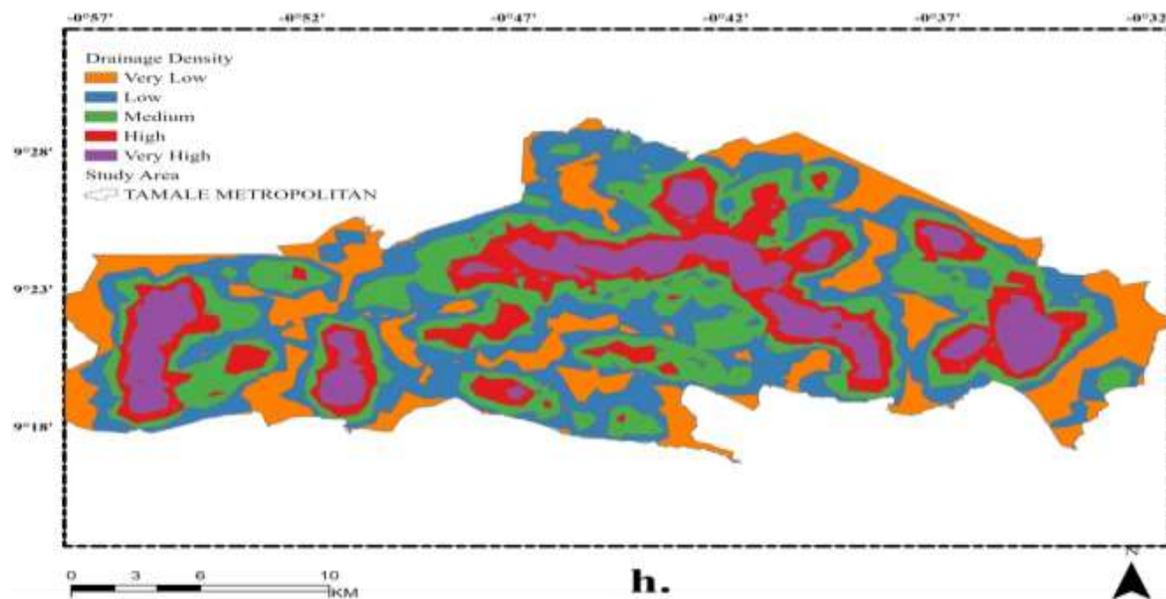 -0°57' -0°52' -0°47' -0°42' -0°37' -0°32'
Drainage Density
Very Low
Low
Medium
High
Very High
Study Area
TAMALE METROPOLITAN
9°28'
9°23'
9°18'
0 3 6 10
KM
h.
N